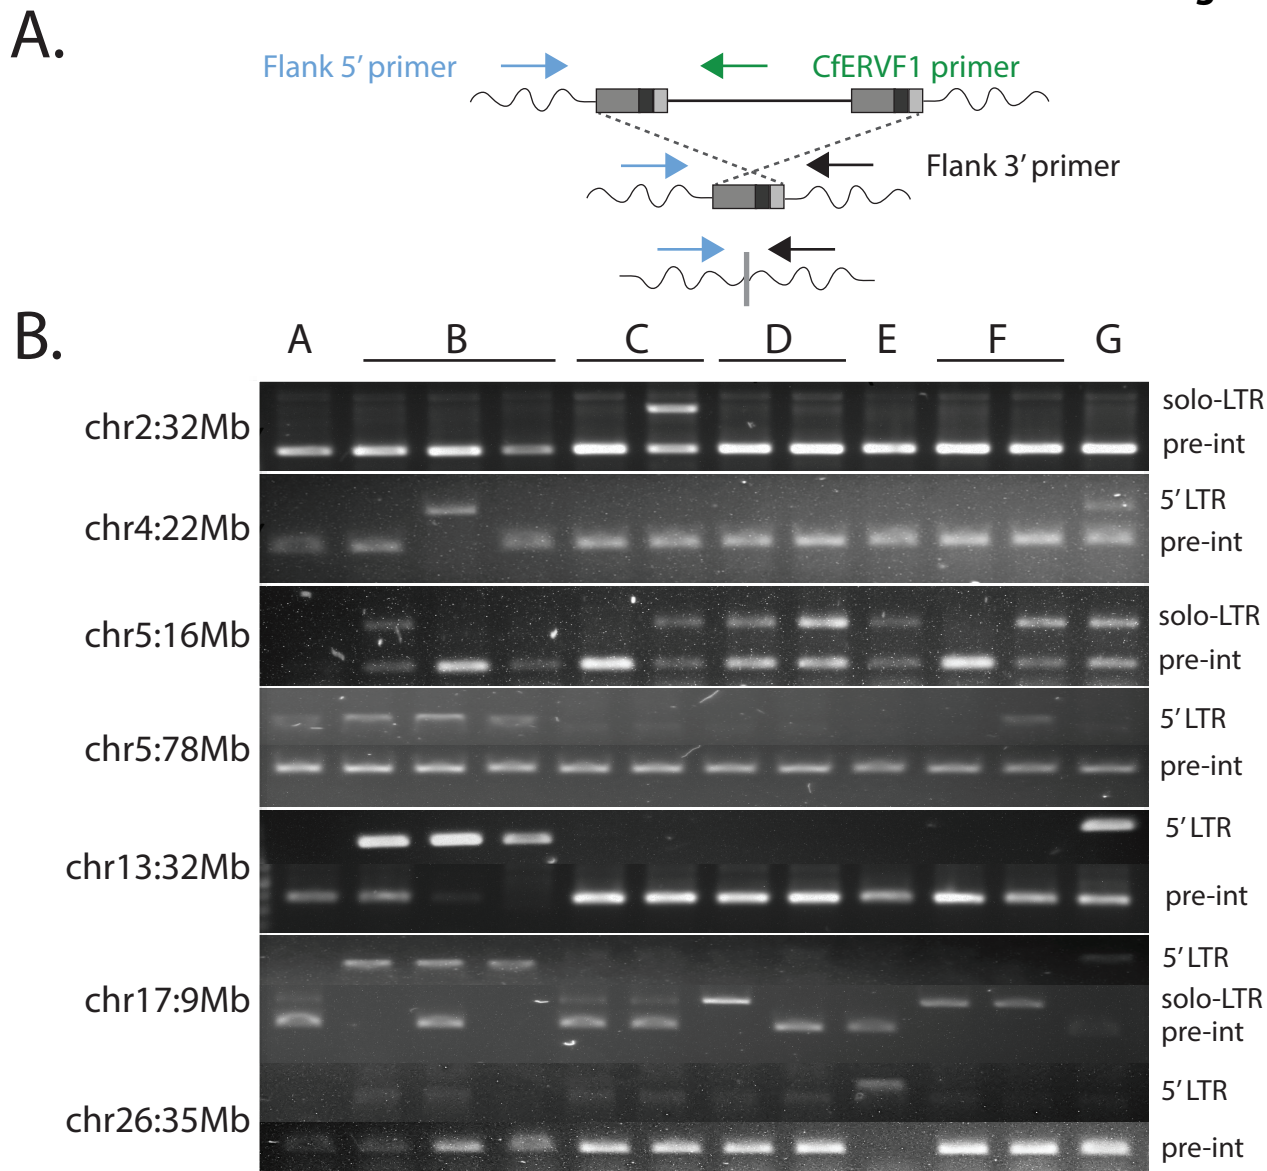 A.
Flank 5’ primer
CfERVF1 primer
Flank 3’ primer
B.
A B C D E F G
chr2:32Mb
solo-LTR
pre-int
chr4:22Mb
5’ LTR
pre-int
chr5:16Mb
solo-LTR
pre-int
chr5:78Mb
5’ LTR
pre-int
chr13:32Mb
5’ LTR
pre-int
chr17:9Mb
5’ LTR
solo-LTR
pre-int
chr26:35Mb
5’ LTR
pre-int